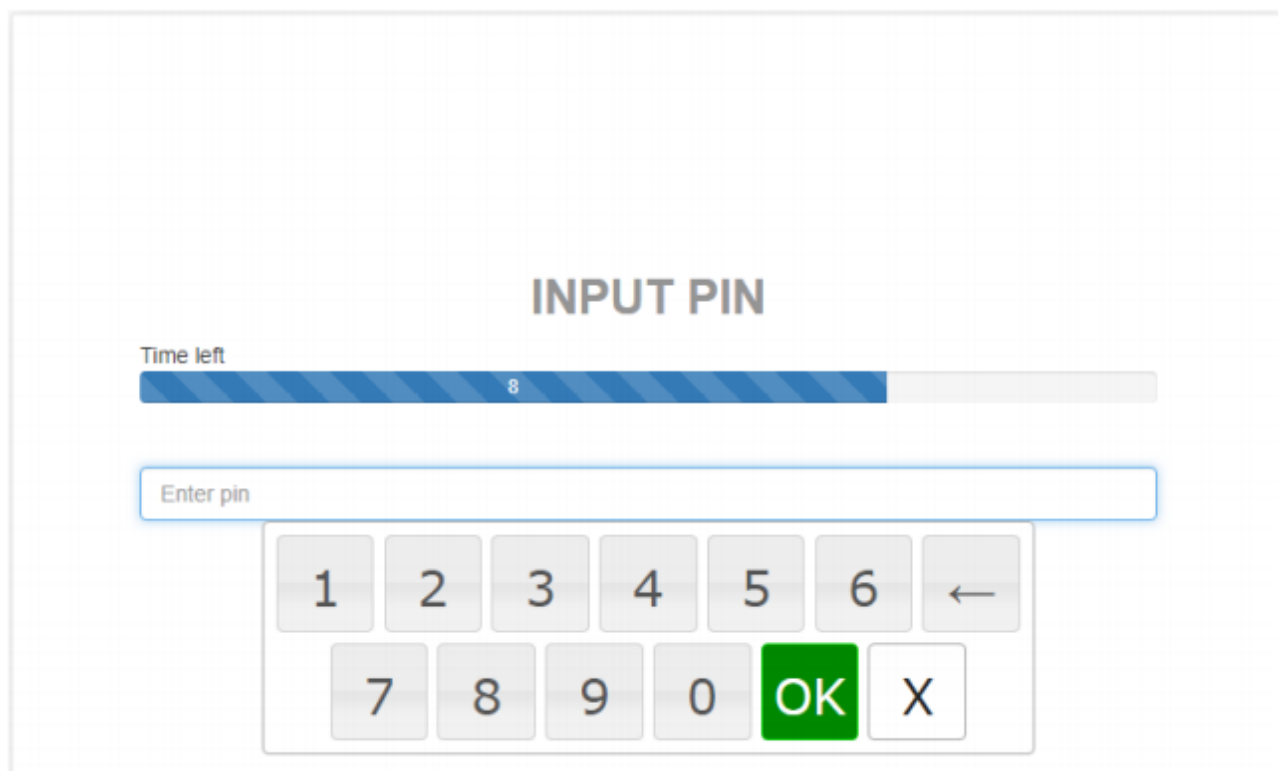 INPUT PIN
Time left
8
Enter pin
1 2 3 4 5 6 ←
7 8 9 0 OK X